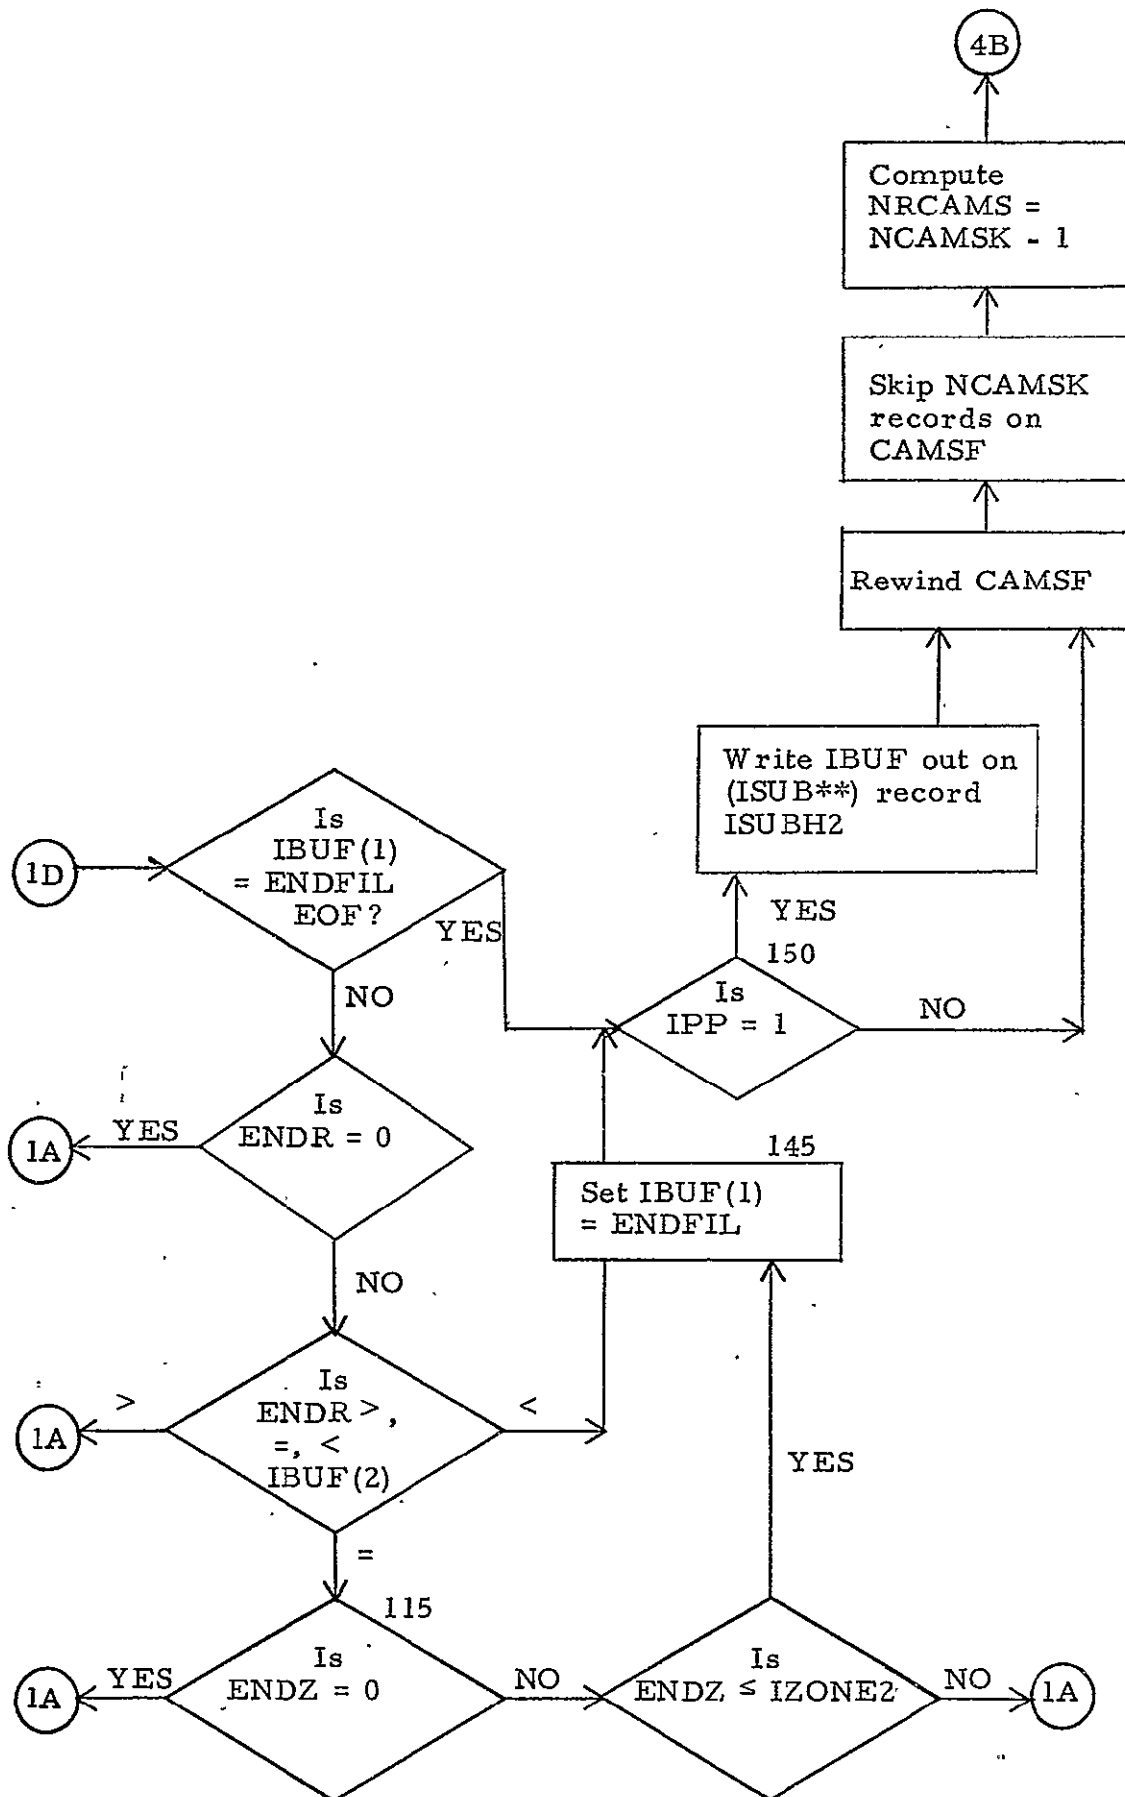 4B
Compute
NRCAMS =
NCAMSK - 1
Skip NCAMSK
records on
CAMSF
Rewind CAMSF
Write IBUF out on
(ISUB**) record
ISUBH2
1D
Is
IBUF(1)
= ENDFIL
EOF?
YES
YES
150
Is
IPP = 1
NO
NO
1A
YES
Is
ENDR = 0
145
Set IBUF(1)
= ENDFIL
NO
1A
>
Is
ENDR >,
=, <
IBUF(2)
<
YES
=
115
1A
YES
Is
ENDZ = 0
NO
Is
ENDZ ≤ IZONE2
NO
1A